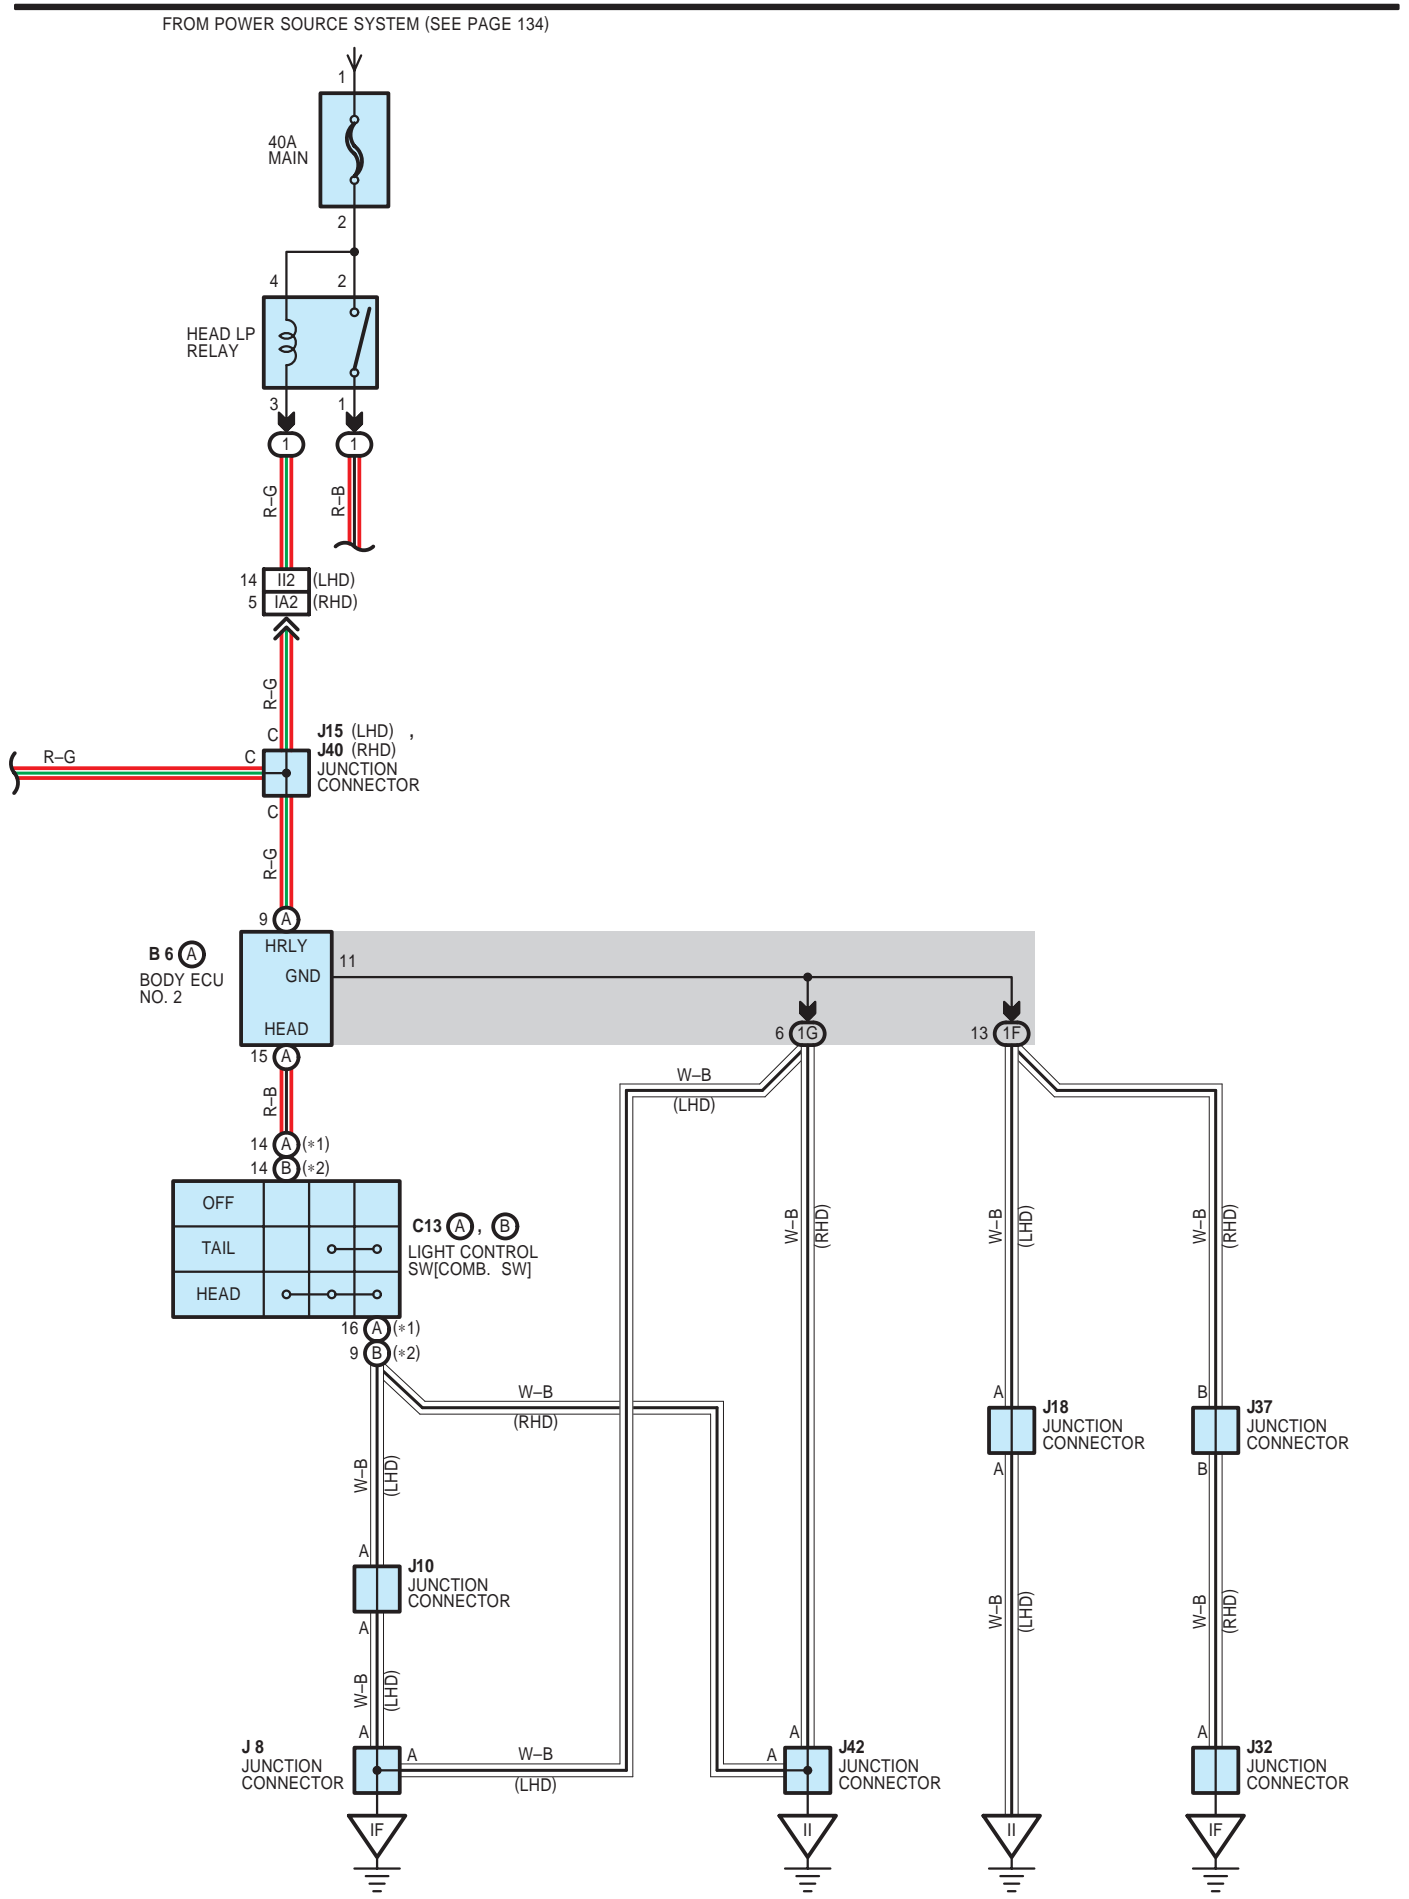 FROM POWER SOURCE SYSTEM (SEE PAGE 134)
1
40A
MAIN
2
4
2
HEAD LP
RELAY
3
1
1
1
R–G
R–B
14
II2
(LHD)
5
IA2
(RHD)
R–G
C
J15 (LHD) ,
J40 (RHD)
JUNCTION
CONNECTOR
R–G
C
C
R–G
9
A
HRLY
B 6 A
BODY ECU
NO. 2
GND
11
HEAD
6
1G
13
1F
15
A
R–B
W–B
(LHD)
14
A
(*1)
14
B
(*2)
OFF
TAIL
HEAD
C13 A , B
LIGHT CONTROL
SW[COMB. SW]
W–B
(RHD)
W–B
(LHD)
W–B
(RHD)
16
A
(*1)
9
B
(*2)
W–B
(RHD)
A
J18
JUNCTION
CONNECTOR
A
B
J37
JUNCTION
CONNECTOR
B
W–B
(LHD)
A
J10
JUNCTION
CONNECTOR
A
W–B
(LHD)
W–B
(RHD)
W–B
(LHD)
A
J 8
JUNCTION
CONNECTOR
A
W–B
(LHD)
A
A
J42
JUNCTION
CONNECTOR
A
J32
JUNCTION
CONNECTOR
IF
II
II
IF